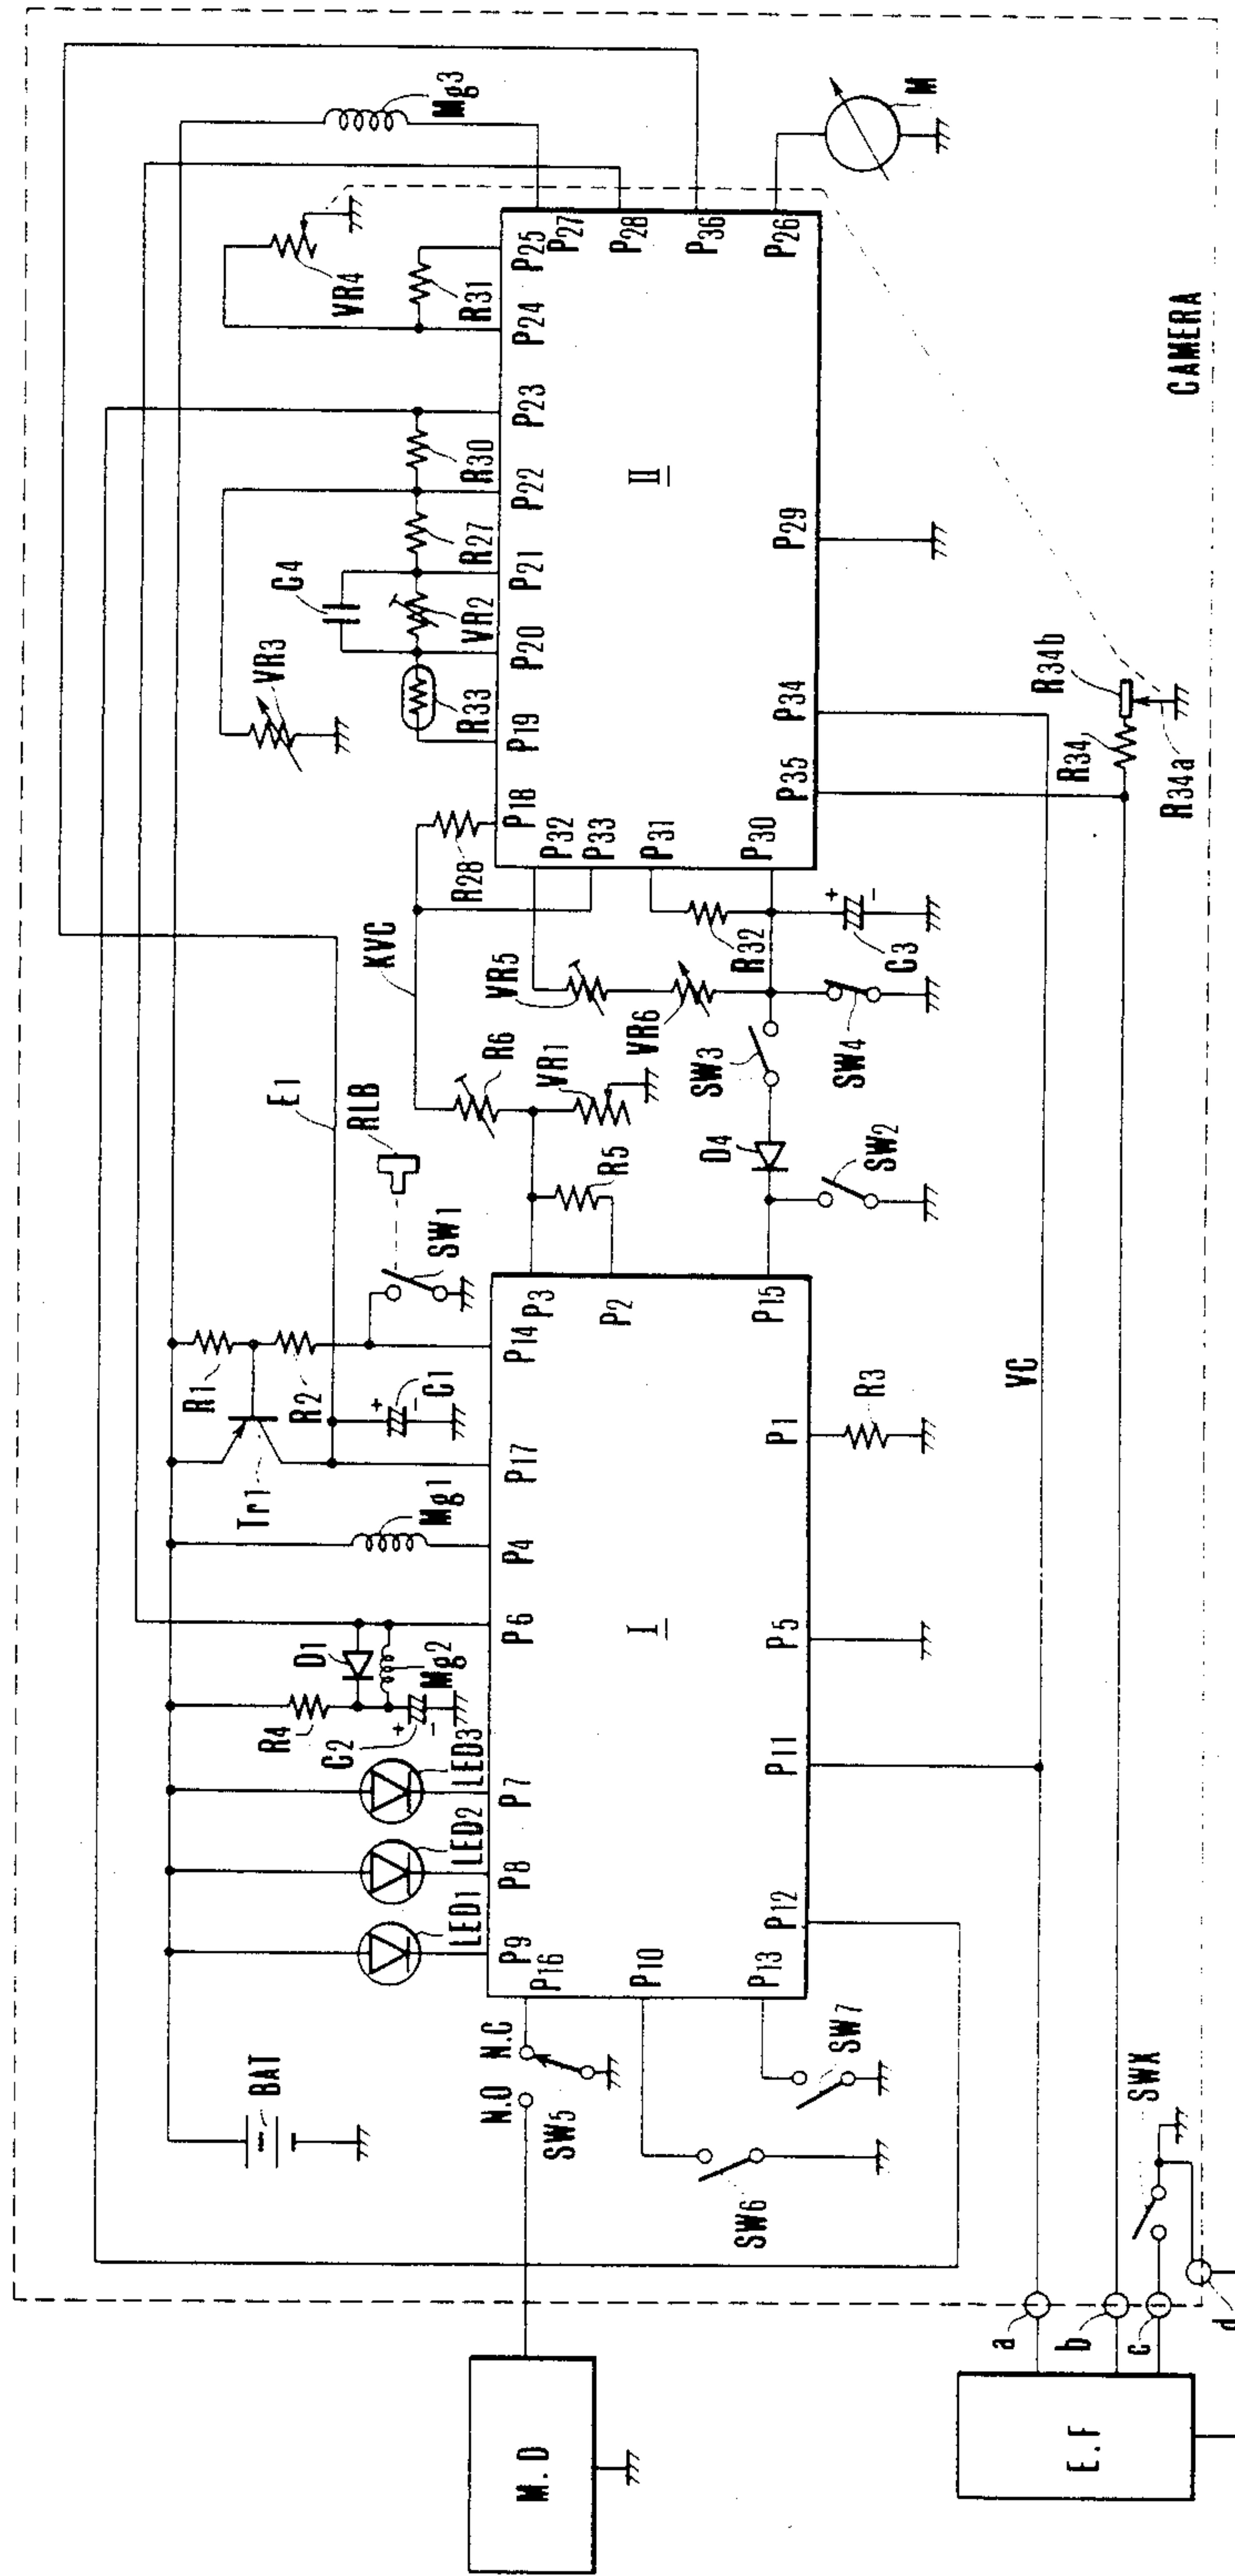 BAT
LED1
LED2
LED3
R4
C2
D1
Mg2
Mg1
Tr1
R1
R2
C1
E1
RLB
SW1
KVC
VR3
C4
R33
VR2
R27
R30
VR4
R31
Mg3
M.D
N.O
N.C
SW5
SW6
SW7
P9
P8
P7
P6
P4
P17
P14
P16
P10
P13
P12
P11
P5
P1
P3
P2
P15
I
R3
R5
R6
VR1
R28
VR5
VR6
R32
C3
SW4
SW3
D4
SW2
P18
P19
P20
P21
P22
P23
P24
P25
P32
P33
P31
P30
P27
P28
P36
P26
P35
P34
P29
II
M
VC
R34
R34b
R34a
CAMERA
E.F
a
b
c
d
SWX